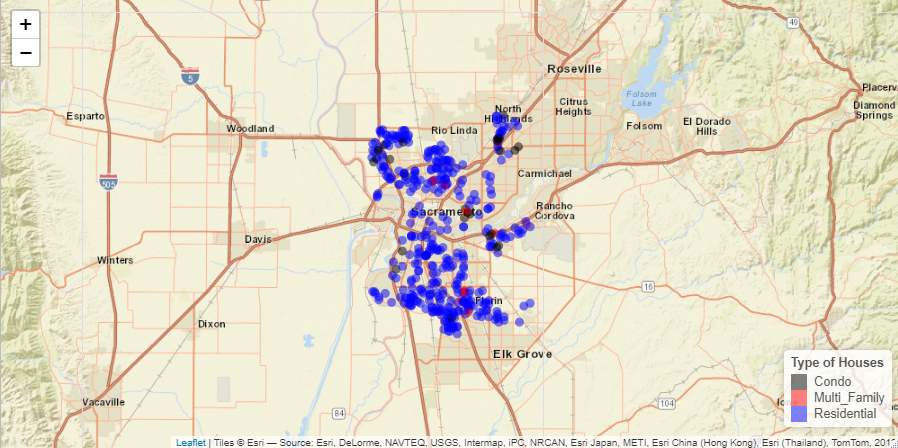 +
−
49
5
Roseville
Citrus
Heights
North
Highlands
Folsom
Lake
Esparto
Woodland
Rio Linda
Folsom
El Dorado
Hills
Diamond
Springs
505
Carmichael
Rancho
Cordova
Sacramento
Davis
Winters
16
Florin
Dixon
Elk Grove
Vacaville
84
104
Type of Houses
Condo
Multi_Family
Residential
Leaflet | Tiles © Esri — Source: Esri, DeLorme, NAVTEQ, USGS, Intermap, iPC, NRCAN, Esri Japan, METI, Esri China (Hong Kong), Esri (Thailand), TomTom,